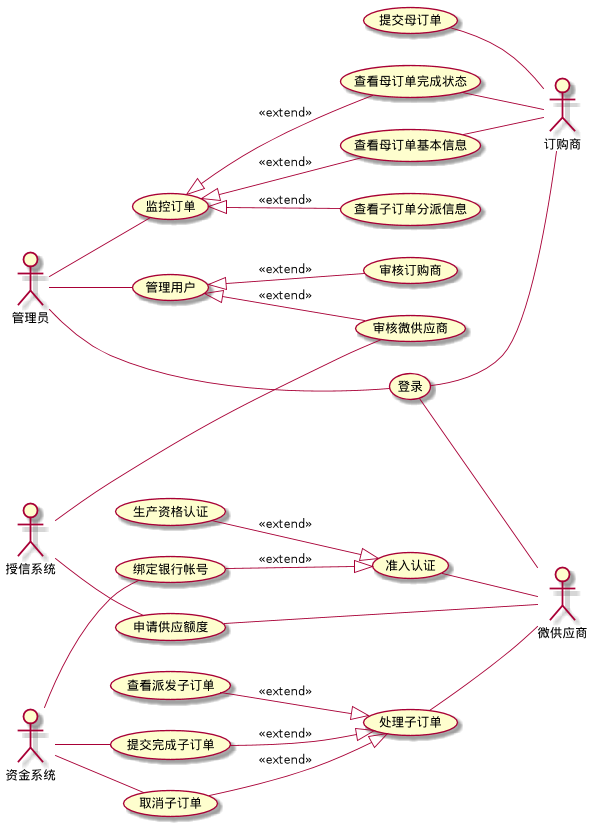 提交母订单
查看母订单完成状态
订购商
«extend»
查看母订单基本信息
«extend»
监控订单
«extend»
查看子订单分派信息
管理员
管理用户
«extend»
审核订购商
«extend»
审核微供应商
登录
授信系统
生产资格认证
«extend»
绑定银行帐号
«extend»
准入认证
申请供应额度
微供应商
查看派发子订单
«extend»
处理子订单
资金系统
提交完成子订单
«extend»
«extend»
取消子订单